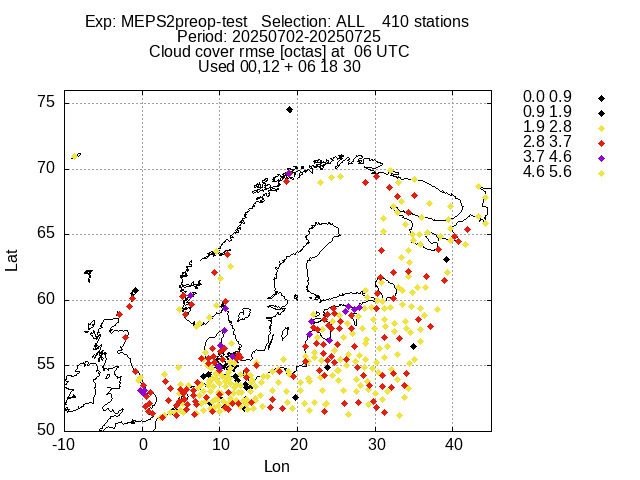 Exp: MEPS2preop-test   Selection: ALL    410 stations
Period: 20250702-20250725
Cloud cover rmse [octas] at  06 UTC
Used 00,12 + 06 18 30
75
70
65
60
55
50
-10 0 10 20 30 40
Lat
Lon
0.0 0.9
0.9 1.9
1.9 2.8
2.8 3.7
3.7 4.6
4.6 5.6